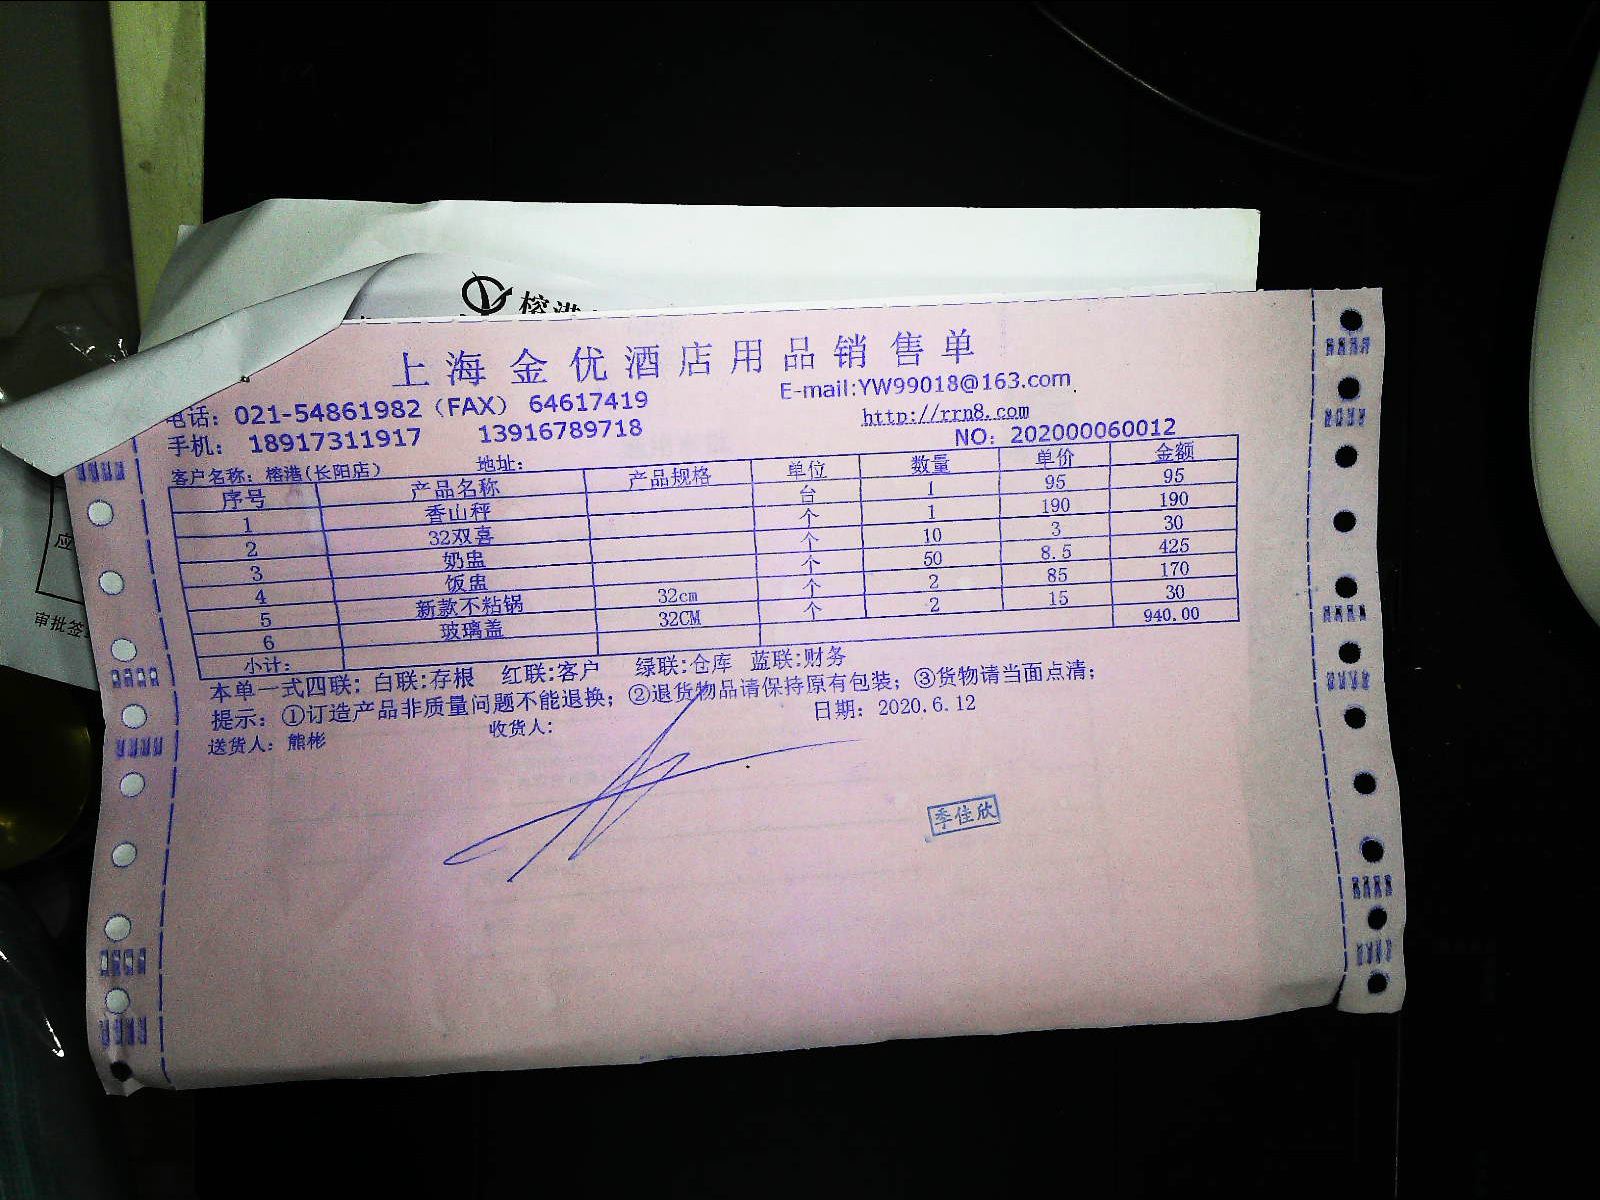 榕港
上海金优酒店用品销售单
电话：021-54861982（FAX） 64617419
E-mail:YW99018@163.com
手机： 18917311917 13916789718
http://rrn8.com
NO：202000060012
客户名称：榕港(长阳店) 地址：
序号 产品名称 产品规格 单位 数量 单价 金额
1 香山秤 台 1 95 95
2 32双喜 个 1 190 190
3 奶盅 个 10 3 30
4 饭盅 个 50 8.5 425
5 新款不粘锅 32cm 个 2 85 170
6 玻璃盖 32CM 个 2 15 30
小计： 940.00
本单一式四联：白联:存根 红联:客户 绿联:仓库 蓝联:财务
提示：①订造产品非质量问题不能退换；②退货物品请保持原有包装；③货物请当面点清；
送货人：熊彬 收货人： 日期：2020.6.12
季佳欣
应
审批签